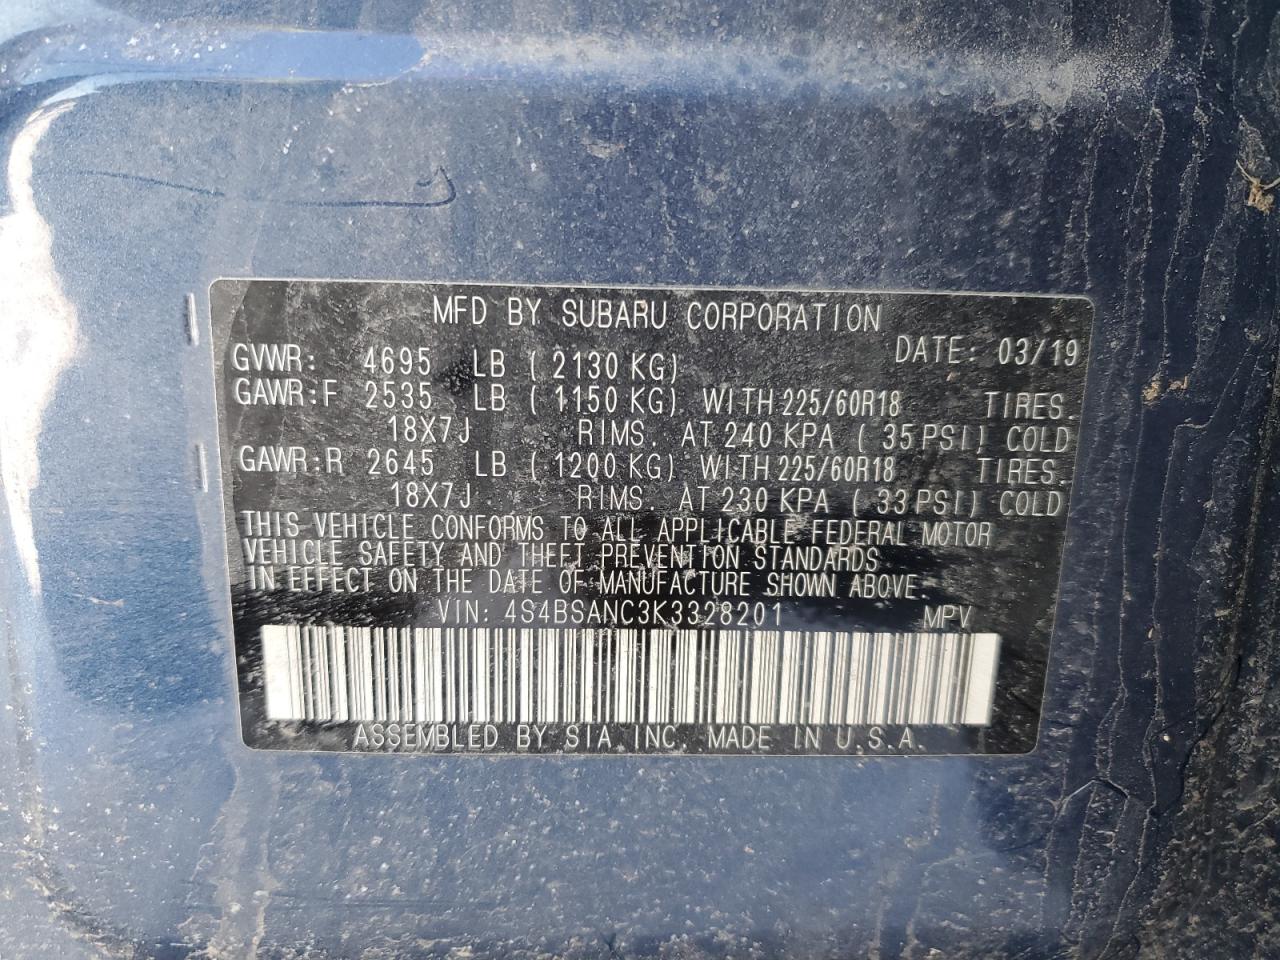 MFD BY SUBARU CORPORATION
GVWR: 4695 LB ( 2130 KG) DATE: 03/19
GAWR:F 2535 LB ( 1150 KG) WITH 225/60R18 TIRES.
18X7J RIMS. AT 240 KPA ( 35 PSI) COLD
GAWR:R 2645 LB ( 1200 KG) WITH 225/60R18 TIRES.
18X7J RIMS. AT 230 KPA ( 33 PSI) COLD
THIS VEHICLE CONFORMS TO ALL APPLICABLE FEDERAL MOTOR
VEHICLE SAFETY AND THEFT PREVENTION STANDARDS
IN EFFECT ON THE DATE OF MANUFACTURE SHOWN ABOVE.
VIN: 4S4BSANC3K3328201 MPV
ASSEMBLED BY SIA INC. MADE IN U.S.A.